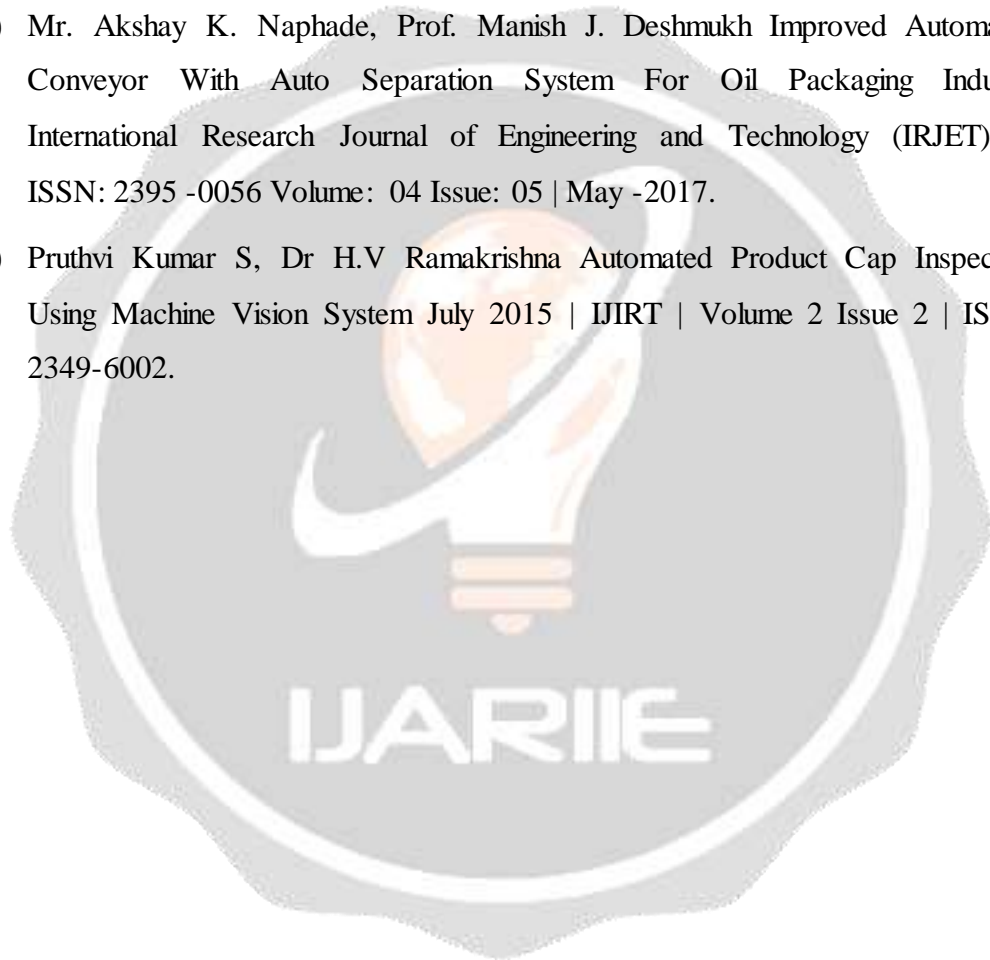 ) Mr. Akshay K. Naphade, Prof. Manish J. Deshmukh Improved Automa
Conveyor With Auto Separation System For Oil Packaging Indu
International Research Journal of Engineering and Technology (IRJET)
ISSN: 2395 -0056 Volume: 04 Issue: 05 | May -2017.
) Pruthvi Kumar S, Dr H.V Ramakrishna Automated Product Cap Inspec
Using Machine Vision System July 2015 | IJIRT | Volume 2 Issue 2 | IS
2349-6002.
IJARIIE